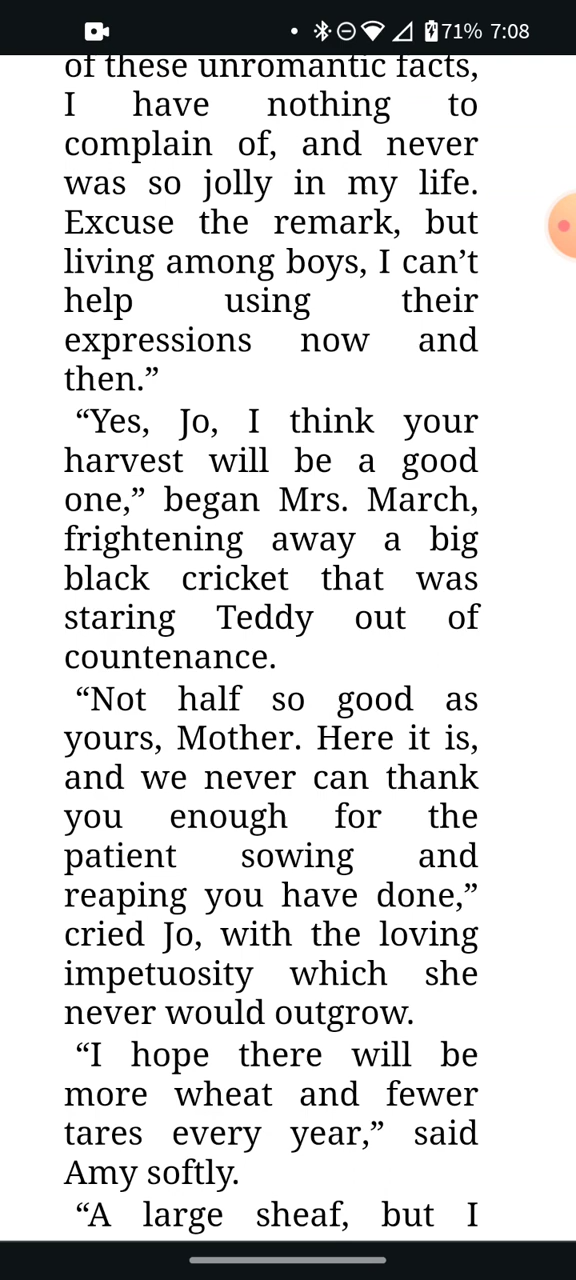 71% 7:08
of these unromantic facts,
I have nothing to
complain of, and never
was so jolly in my life.
Excuse the remark, but
living among boys, I can’t
help using their
expressions now and
then.”
“Yes, Jo, I think your
harvest will be a good
one,” began Mrs. March,
frightening away a big
black cricket that was
staring Teddy out of
countenance.
“Not half so good as
yours, Mother. Here it is,
and we never can thank
you enough for the
patient sowing and
reaping you have done,”
cried Jo, with the loving
impetuosity which she
never would outgrow.
“I hope there will be
more wheat and fewer
tares every year,” said
Amy softly.
“A large sheaf, but I